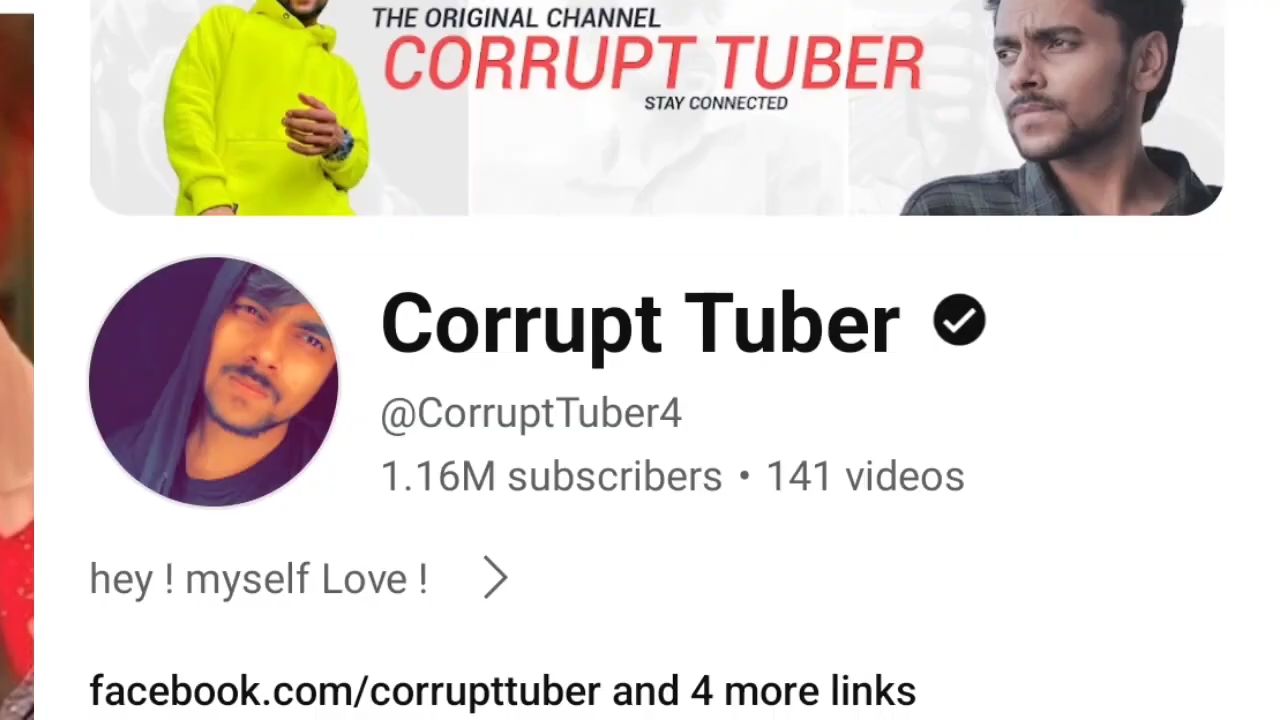 THE ORIGINAL CHANNEL
CORRUPT TUBER
STAY CONNECTED
Corrupt Tuber
@CorruptTuber4
1.16M subscribers • 141 videos
hey ! myself Love !
facebook.com/corrupttuber and 4 more links